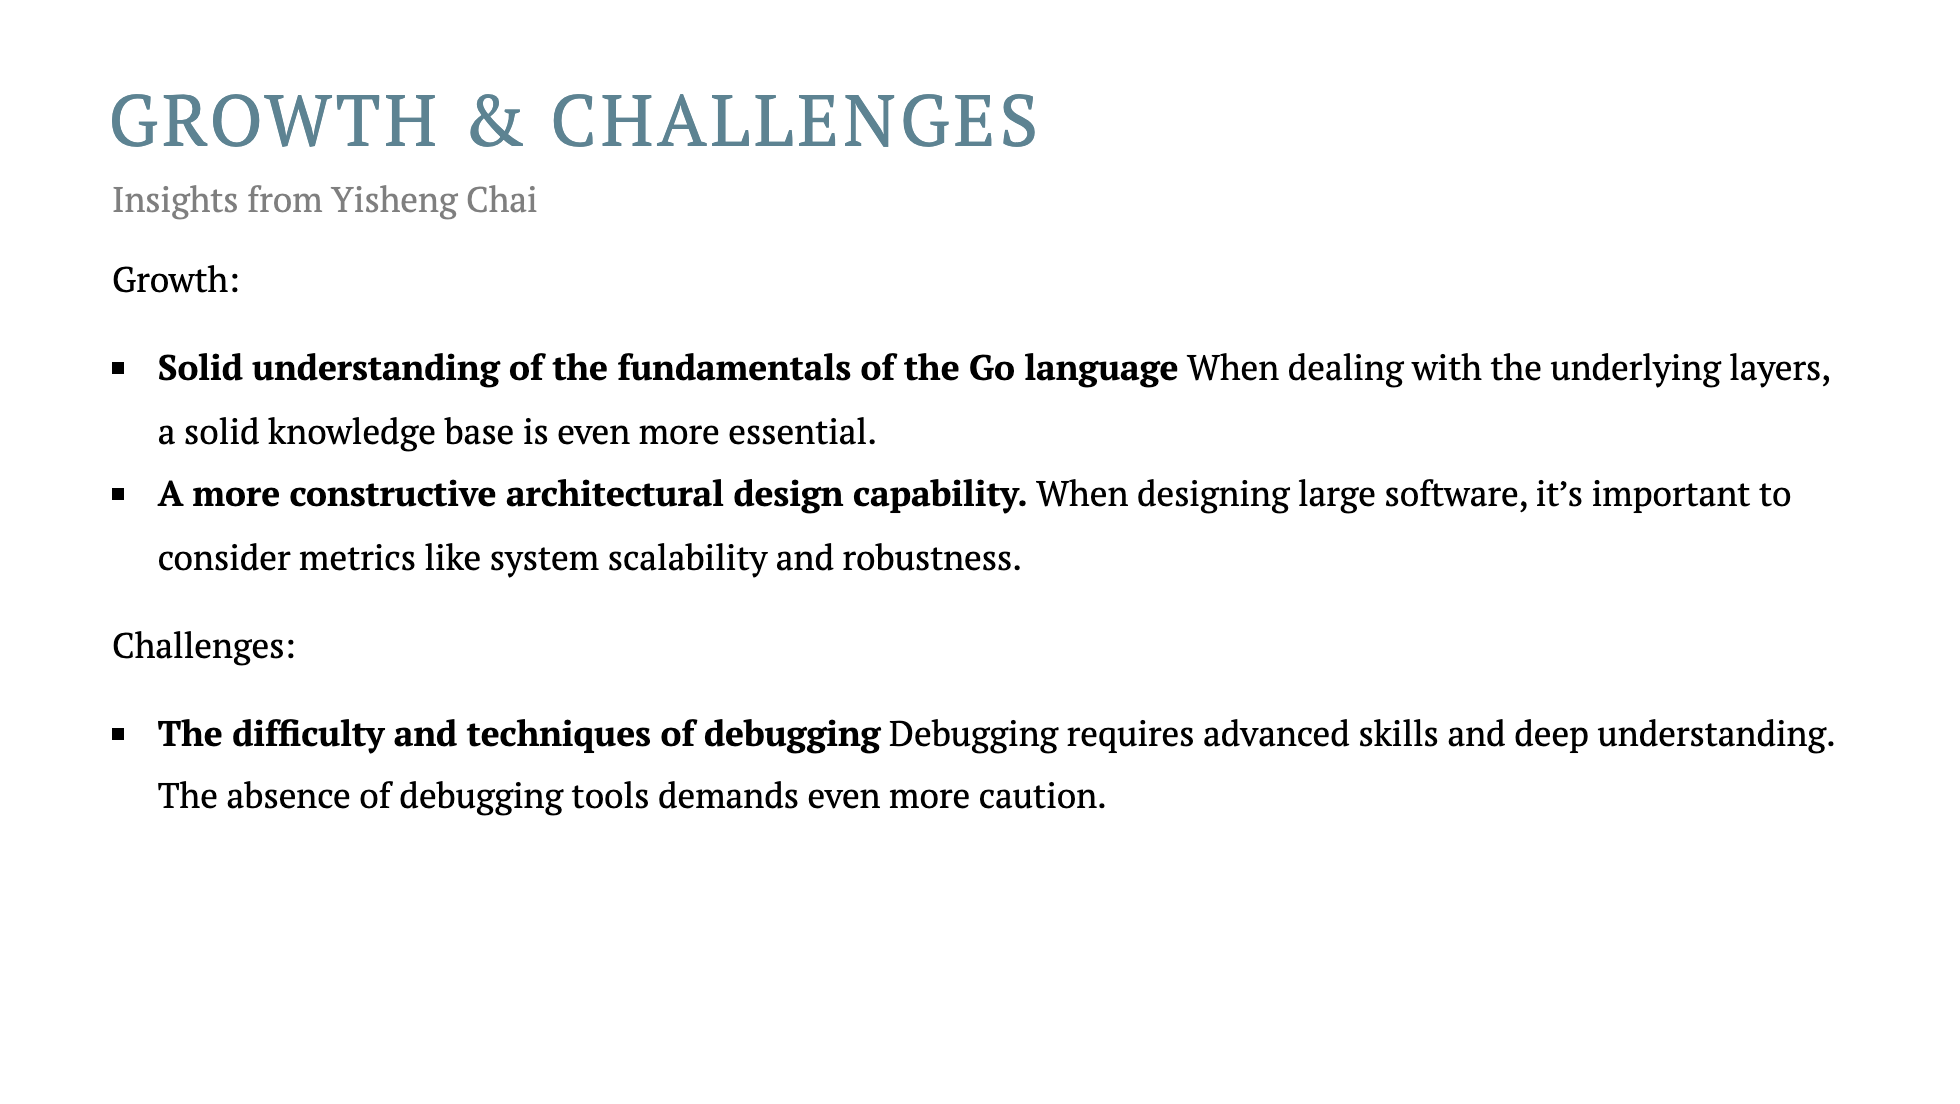 GROWTH & CHALLENGES
Insights from Yisheng Chai
Growth:
▪ Solid understanding of the fundamentals of the Go language When dealing with the underlying layers,
a solid knowledge base is even more essential.
▪ A more constructive architectural design capability. When designing large software, it’s important to
consider metrics like system scalability and robustness.
Challenges:
▪ The difficulty and techniques of debugging Debugging requires advanced skills and deep understanding.
The absence of debugging tools demands even more caution.